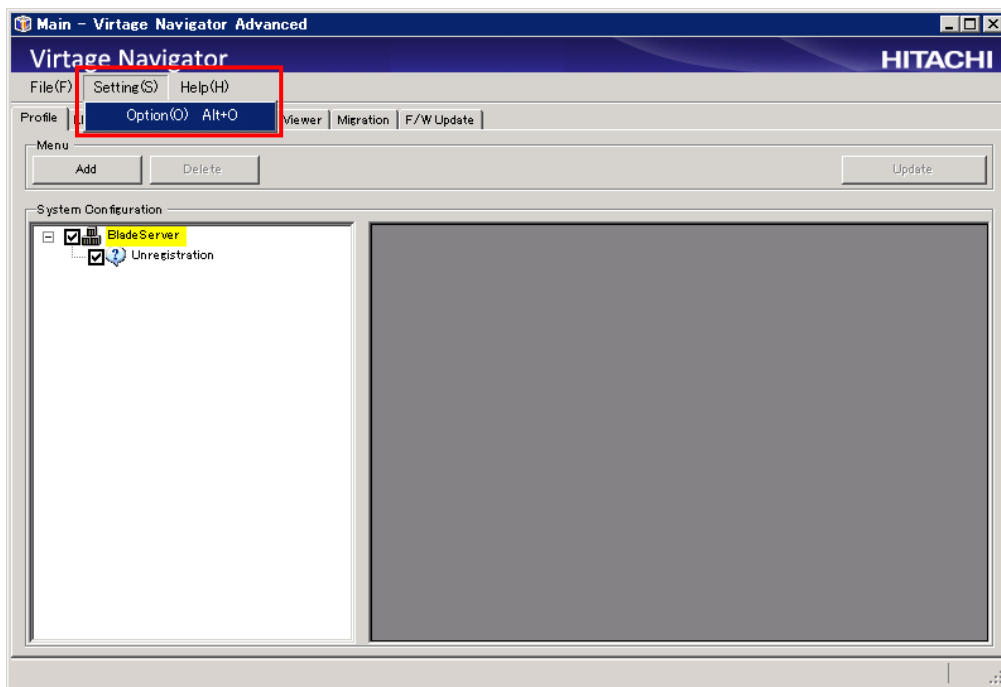 Main - Virtage Navigator Advanced
Virtage Navigator
HITACHI
File(F) Setting(S) Help(H)
Option(O) Alt+O
Profile Viewer Migration F/W Update
Menu
Add Delete Update
System Configuration
BladeServer
Unregistration